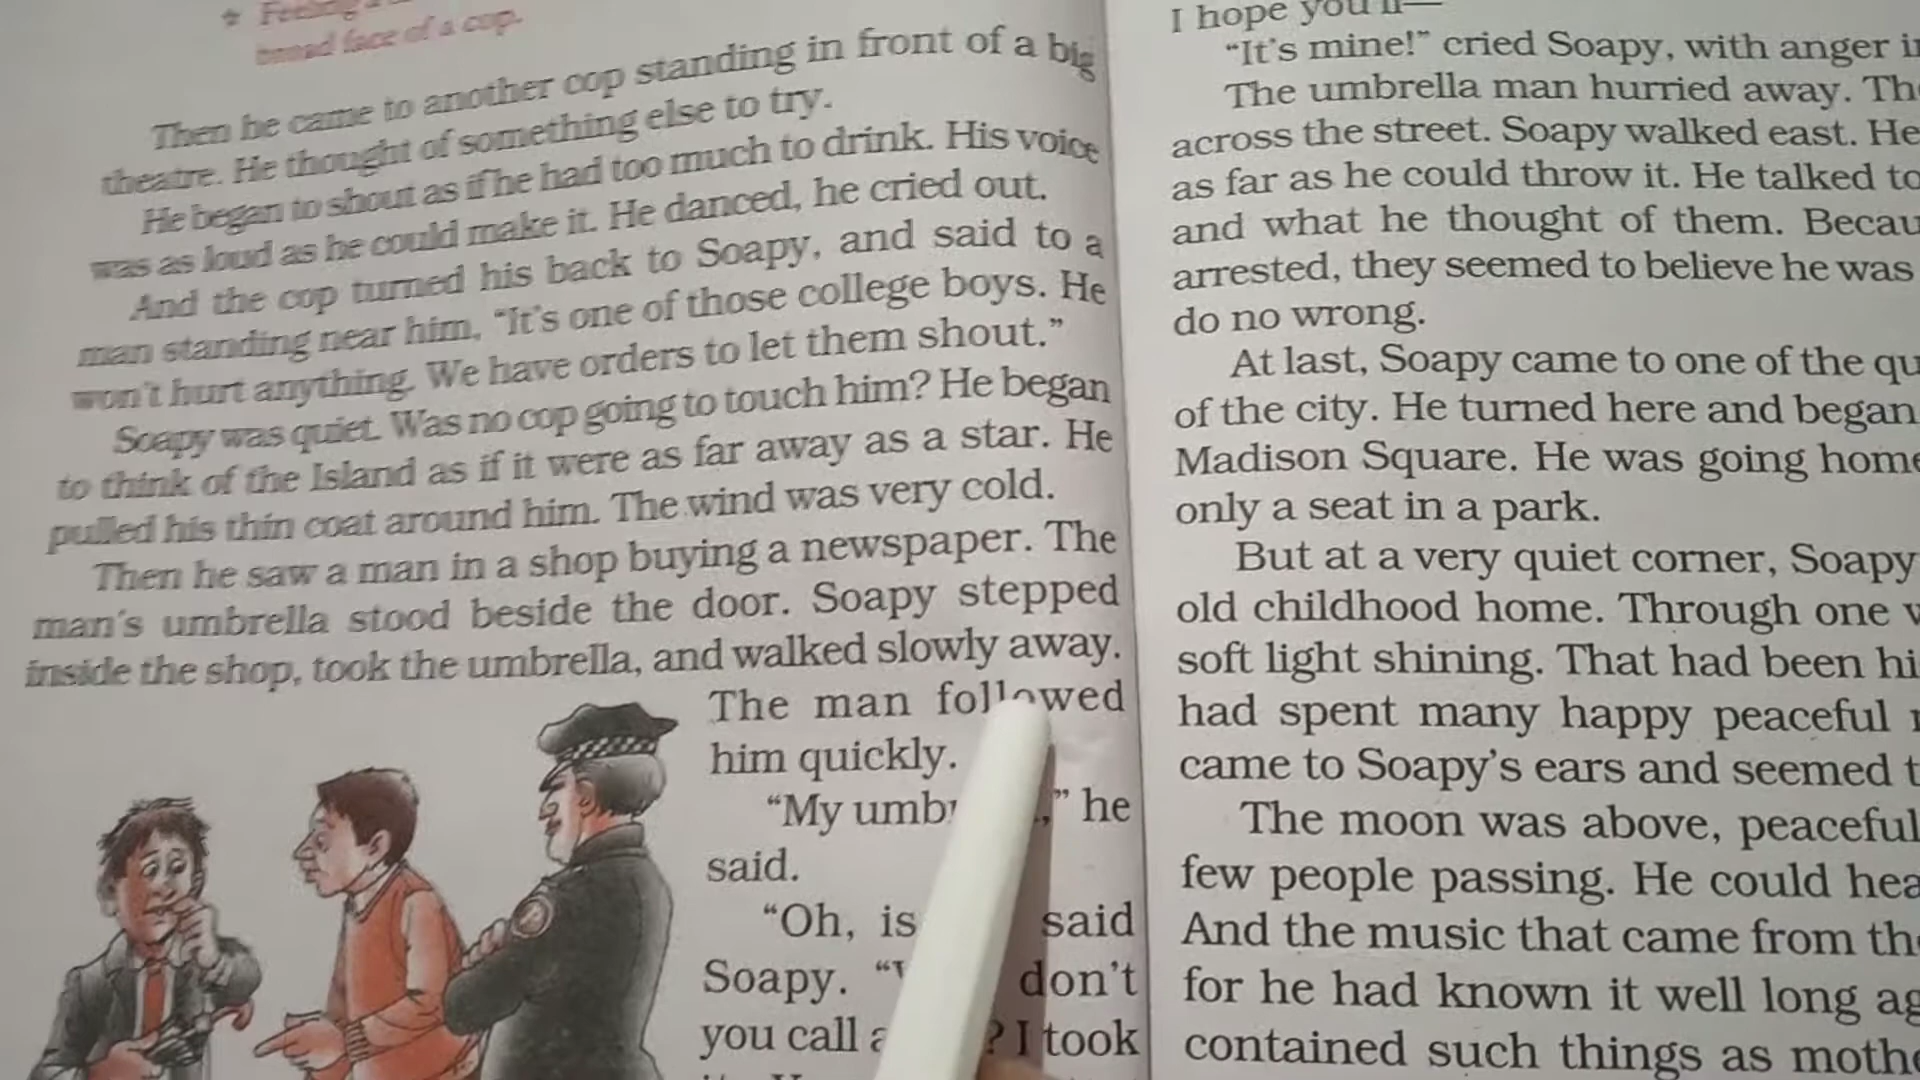 broad face of a cop.
Then he came to another cop standing in front of a big
theatre. He thought of something else to try.
He began to shout as if he had too much to drink. His voice
was as loud as he could make it. He danced, he cried out.
And the cop turned his back to Soapy, and said to a
man standing near him, “It’s one of those college boys. He
won’t hurt anything. We have orders to let them shout.”
Soapy was quiet. Was no cop going to touch him? He began
to think of the Island as if it were as far away as a star. He
pulled his thin coat around him. The wind was very cold.
Then he saw a man in a shop buying a newspaper. The
man’s umbrella stood beside the door. Soapy stepped
inside the shop, took the umbrella, and walked slowly away.
The man followed
him quickly.
“My ” he
said.
“Oh, is said
Soapy. don’t
you call ? I took
I hope you’ll—
“It’s mine!” cried Soapy, with anger
The umbrella man hurried away.
across the street. Soapy walked east. He
as far as he could throw it. He talked to
and what he thought of them.
arrested, they seemed to believe he was
do no wrong.
At last, Soapy came to one of the
of the city. He turned here and began
Madison Square. He was going home
only a seat in a park.
But at a very quiet corner, Soapy
old childhood home. Through one
soft light shining. That had been
had spent many happy peaceful
came to Soapy’s ears and seemed
The moon was above, peaceful
few people passing. He could
And the music that came from
for he had known it well long
contained such things as